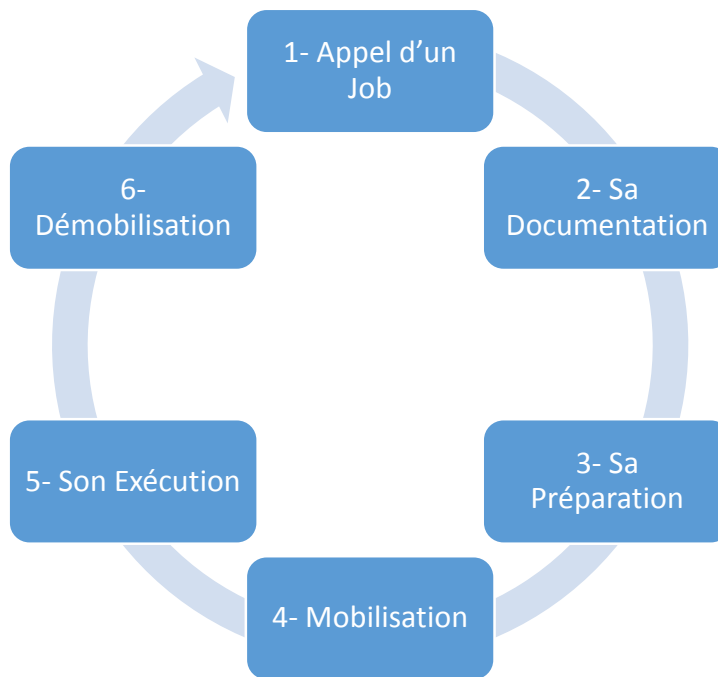 1- Appel d’un
Job
2- Sa
Documentation
3- Sa
Préparation
4- Mobilisation
5- Son Exécution
6-
Démobilisation